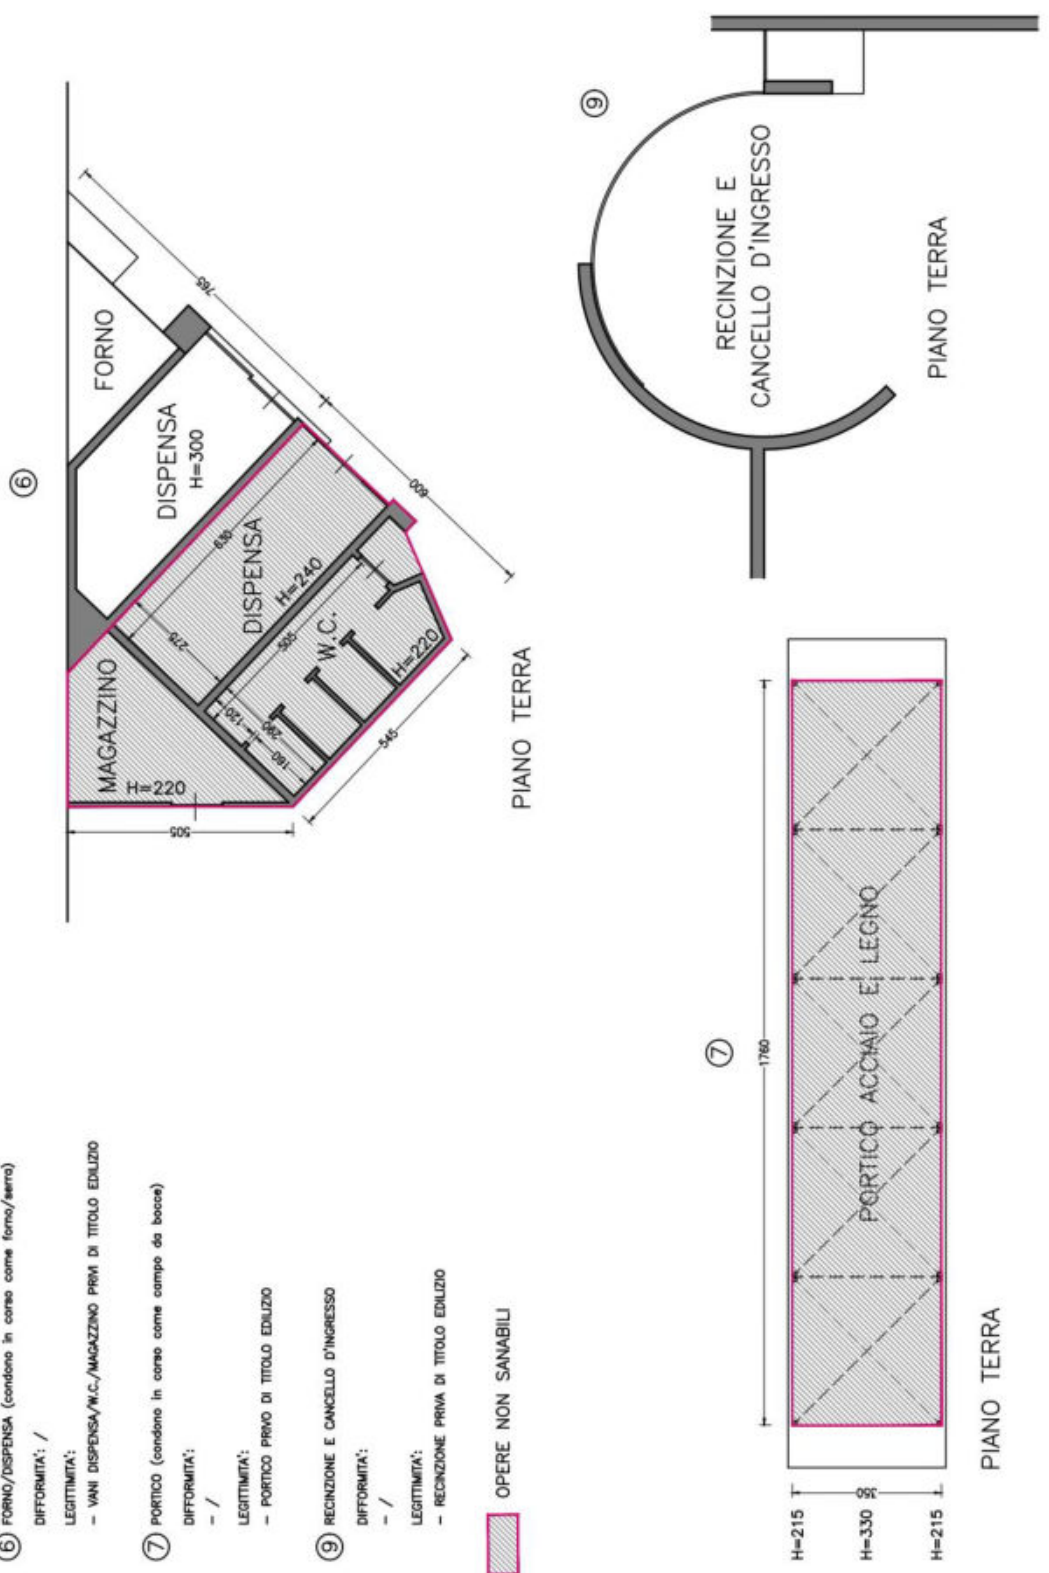 ⑥ FORNO/DISPENSA (condono in corso come forno/serra)
DIFFORMITA': /
LEGITTIMITA':
- VANI DISPENSA/W.C./MAGAZZINO PRIVI DI TITOLO EDILIZIO
⑦ PORTICO (condono in corso come campo da bocce)
DIFFORMITA':
- /
LEGITTIMITA':
- PORTICO PRIVO DI TITOLO EDILIZIO
⑨ RECINZIONE E CANCELLO D'INGRESSO
DIFFORMITA':
- /
LEGITTIMITA':
- RECINZIONE PRIVA DI TITOLO EDILIZIO
OPERE NON SANABILI
⑥
FORNO
DISPENSA
H=300
DISPENSA
H=240
MAGAZZINO
H=220
W.C.
H=220
765
600
630
275
505
120
290
160
545
505
PIANO TERRA
⑦
1760
PORTICO ACCIAIO E LEGNO
350
H=215
H=330
H=215
PIANO TERRA
⑨
RECINZIONE E
CANCELLO D'INGRESSO
PIANO TERRA